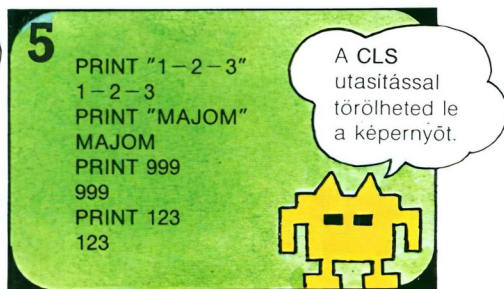 5
PRINT "1–2–3"
1–2–3
PRINT "MAJOM"
MAJOM
PRINT 999
999
PRINT 123
123
A CLS
utasítással
törölheted le
a képernyőt.